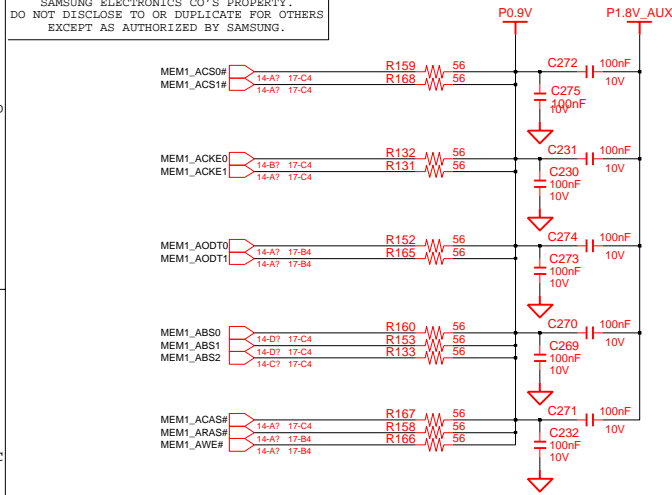 SAMSUNG ELECTRONICS CO'S PROPERTY.
DO NOT DISCLOSE TO OR DUPLICATE FOR OTHERS
EXCEPT AS AUTHORIZED BY SAMSUNG.
P0.9V P1.8V_AUX
MEM1_ACS0# R159 56 C272 100nF
14-A? 17-C4 10V
MEM1_ACS1# R168 56
14-A? 17-C4
C275
100nF
10V
MEM1_ACKE0 R132 56 C231 100nF
14-B? 17-C4 10V
MEM1_ACKE1 R131 56
14-A? 17-C4
C230
100nF
10V
MEM1_AODT0 R152 56 C274 100nF
14-A? 17-B4 10V
MEM1_AODT1 R165 56
14-A? 17-B4
C273
100nF
10V
MEM1_ABS0 R160 56 C270 100nF
14-D? 17-C4 10V
MEM1_ABS1 R153 56
14-D? 17-C4
MEM1_ABS2 R133 56
14-C? 17-C4
C269
100nF
10V
MEM1_ACAS# R167 56 C271 100nF
14-A? 17-C4 10V
MEM1_ARAS# R158 56
14-A? 17-B4
MEM1_AWE# R166 56
14-A? 17-B4
C232
100nF
10V